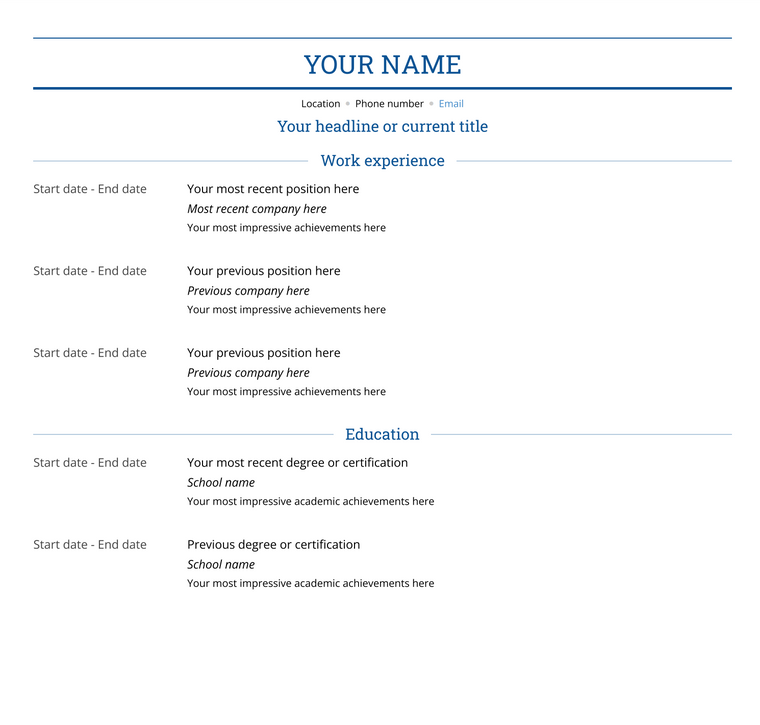 YOUR NAME
Location • Phone number • Email
Your headline or current title
Work experience
Start date - End date Your most recent position here
Most recent company here
Your most impressive achievements here
Start date - End date Your previous position here
Previous company here
Your most impressive achievements here
Start date - End date Your previous position here
Previous company here
Your most impressive achievements here
Education
Start date - End date Your most recent degree or certification
School name
Your most impressive academic achievements here
Start date - End date Previous degree or certification
School name
Your most impressive academic achievements here